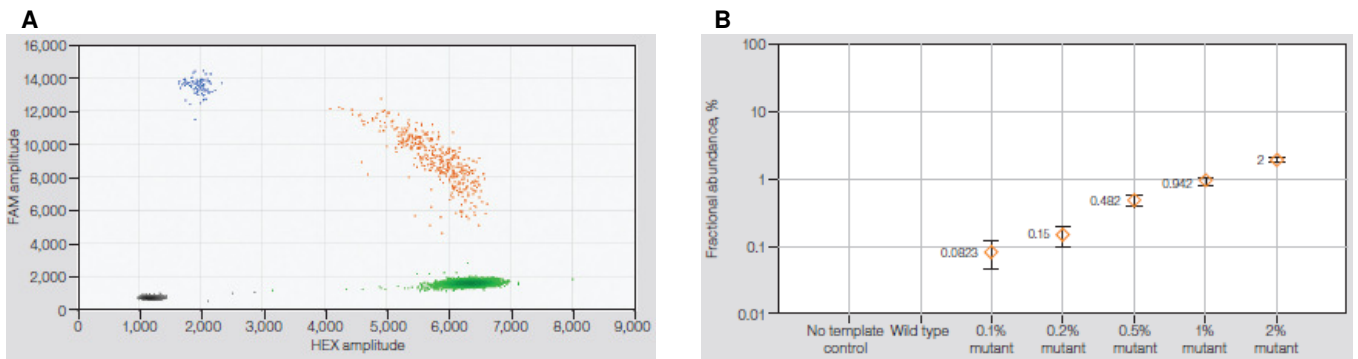 A
FAM amplitude
16,000
14,000
12,000
10,000
8,000
6,000
4,000
2,000
0
0 1,000 2,000 3,000 4,000 5,000 6,000 7,000 8,000 9,000
HEX amplitude
B
Fractional abundance, %
100
10
1
0.1
0.01
0.0823
0.15
0.482
0.942
2
No template Wild type 0.1% 0.2% 0.5% 1% 2%
control mutant mutant mutant mutant mutant